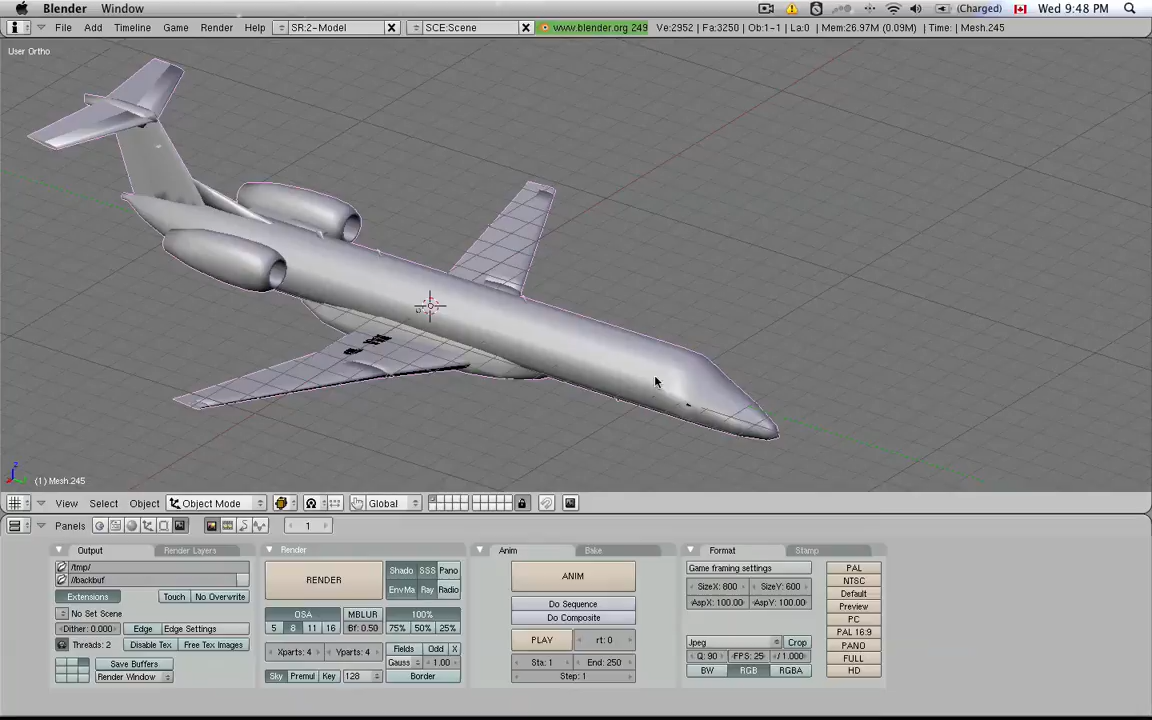 Blender Window (Charged) Wed 9:48 PM
File Add Timeline Game Render Help SR:2-Model X SCE:Scene X www.blender.org 249 Ve:2952 | Fa:3250 | Ob:1-1 | La:0 | Mem:26.97M (0.09M) | Time: | Mesh.245
User Ortho
z
(1) Mesh.245
View Select Object Object Mode Global
Panels 1
Output Render Layers Render Anim Bake Format Stamp
/tmp/ RENDER Shado SSS Pano ANIM Game framing settings PAL
//backbuf NTSC
EnvMa Ray Radio SizeX: 800 SizeY: 600 Default
Extensions Touch No Overwrite AspX: 100.00 AspY: 100.00 Preview
No Set Scene OSA MBLUR 100% Do Sequence PC
Dither: 0.000 Edge Edge Settings 5 8 11 16 Bf: 0.50 75% 50% 25% Do Composite PAL 16:9
Threads: 2 Disable Tex Free Tex Images Xparts: 4 Yparts: 4 Fields Odd X PLAY rt: 0 Jpeg Crop PANO
Save Buffers Gauss 1.00 Sta: 1 End: 250 Q: 90 FPS: 25 / 1.000 FULL
Render Window Sky Premul Key 128 Border Step: 1 BW RGB RGBA HD